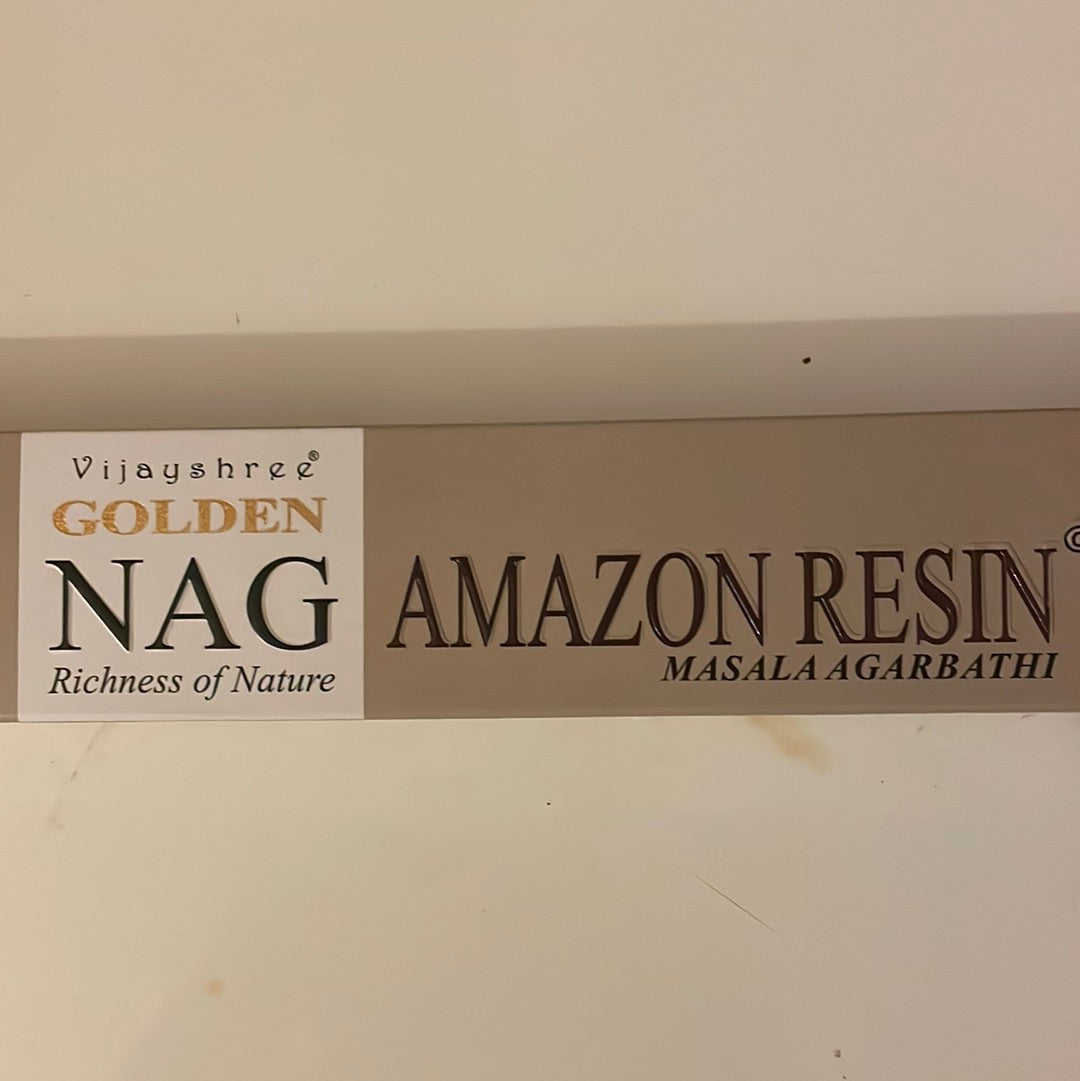 Vijayshree®
GOLDEN
NAG
Richness of Nature
AMAZON RESIN©
MASALA AGARBATHI